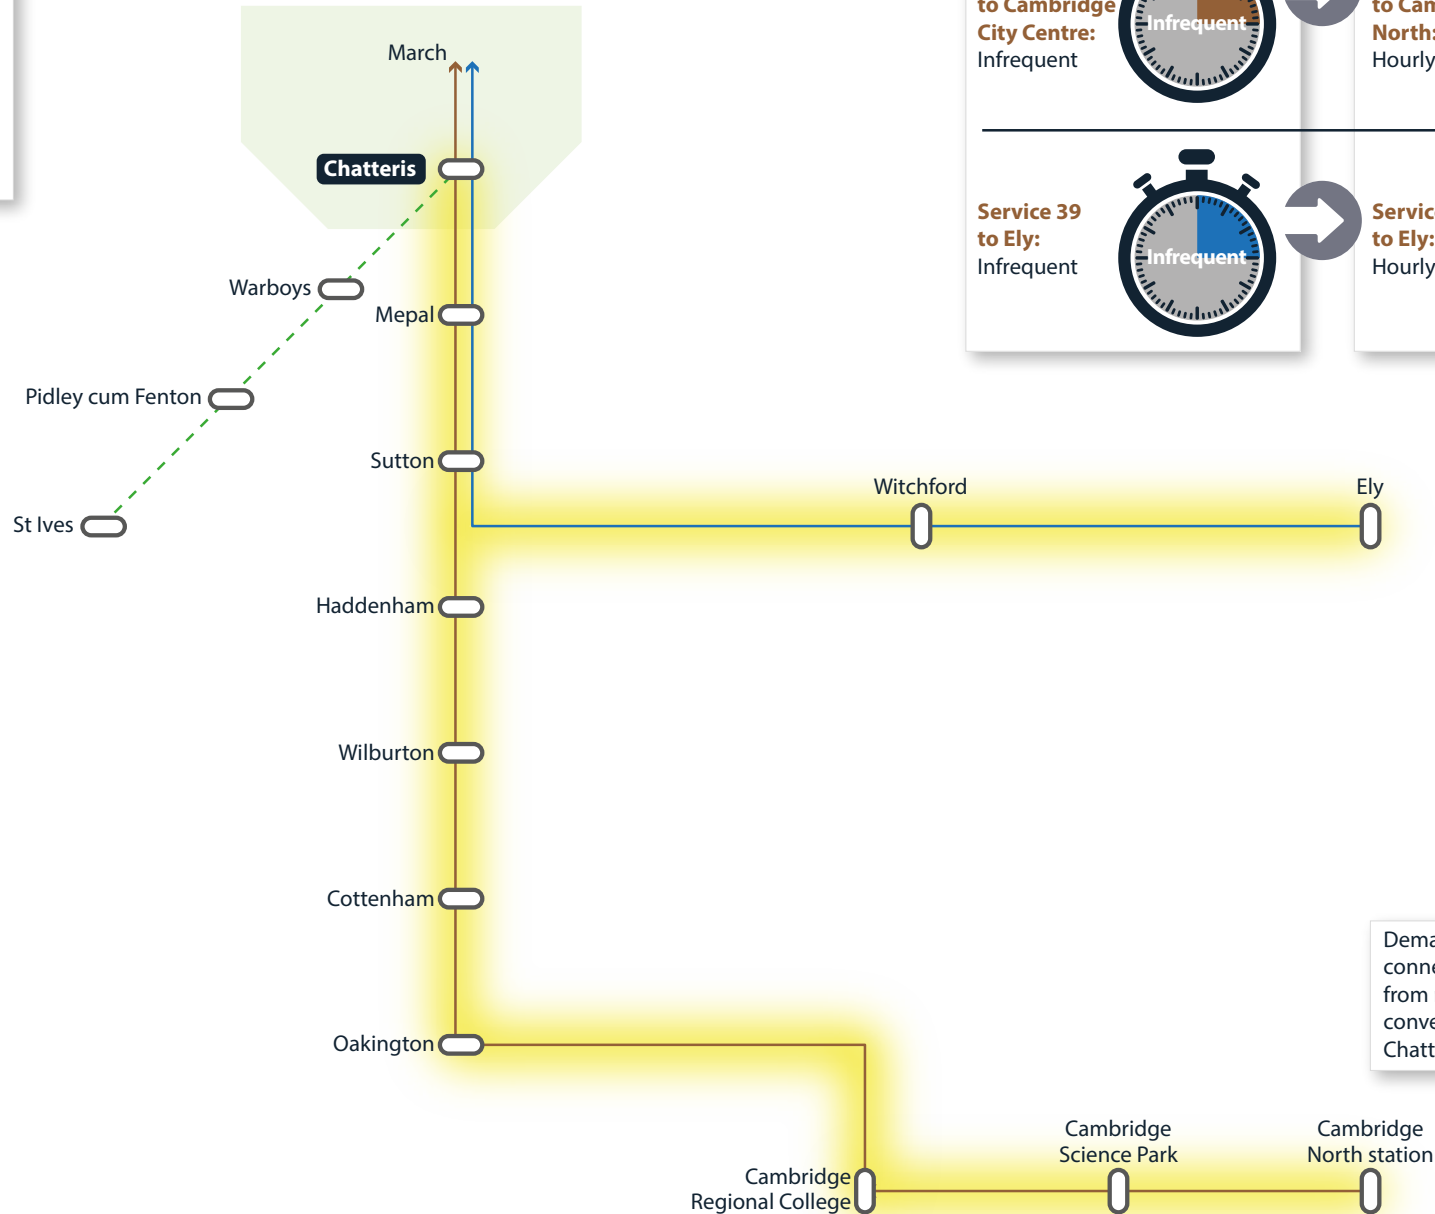 to Cambridge
City Centre:
Infrequent
Infrequent
North:
Hourly
March
Chatteris
Service 39
to Ely:
Infrequent
Infrequent
to Ely:
Hourly
Warboys
Mepal
Pidley cum Fenton
Sutton
Witchford
Ely
St Ives
Haddenham
Wilburton
Cottenham
from
Oakington
Cambridge
Science Park
Cambridge
North station
Cambridge
Regional College